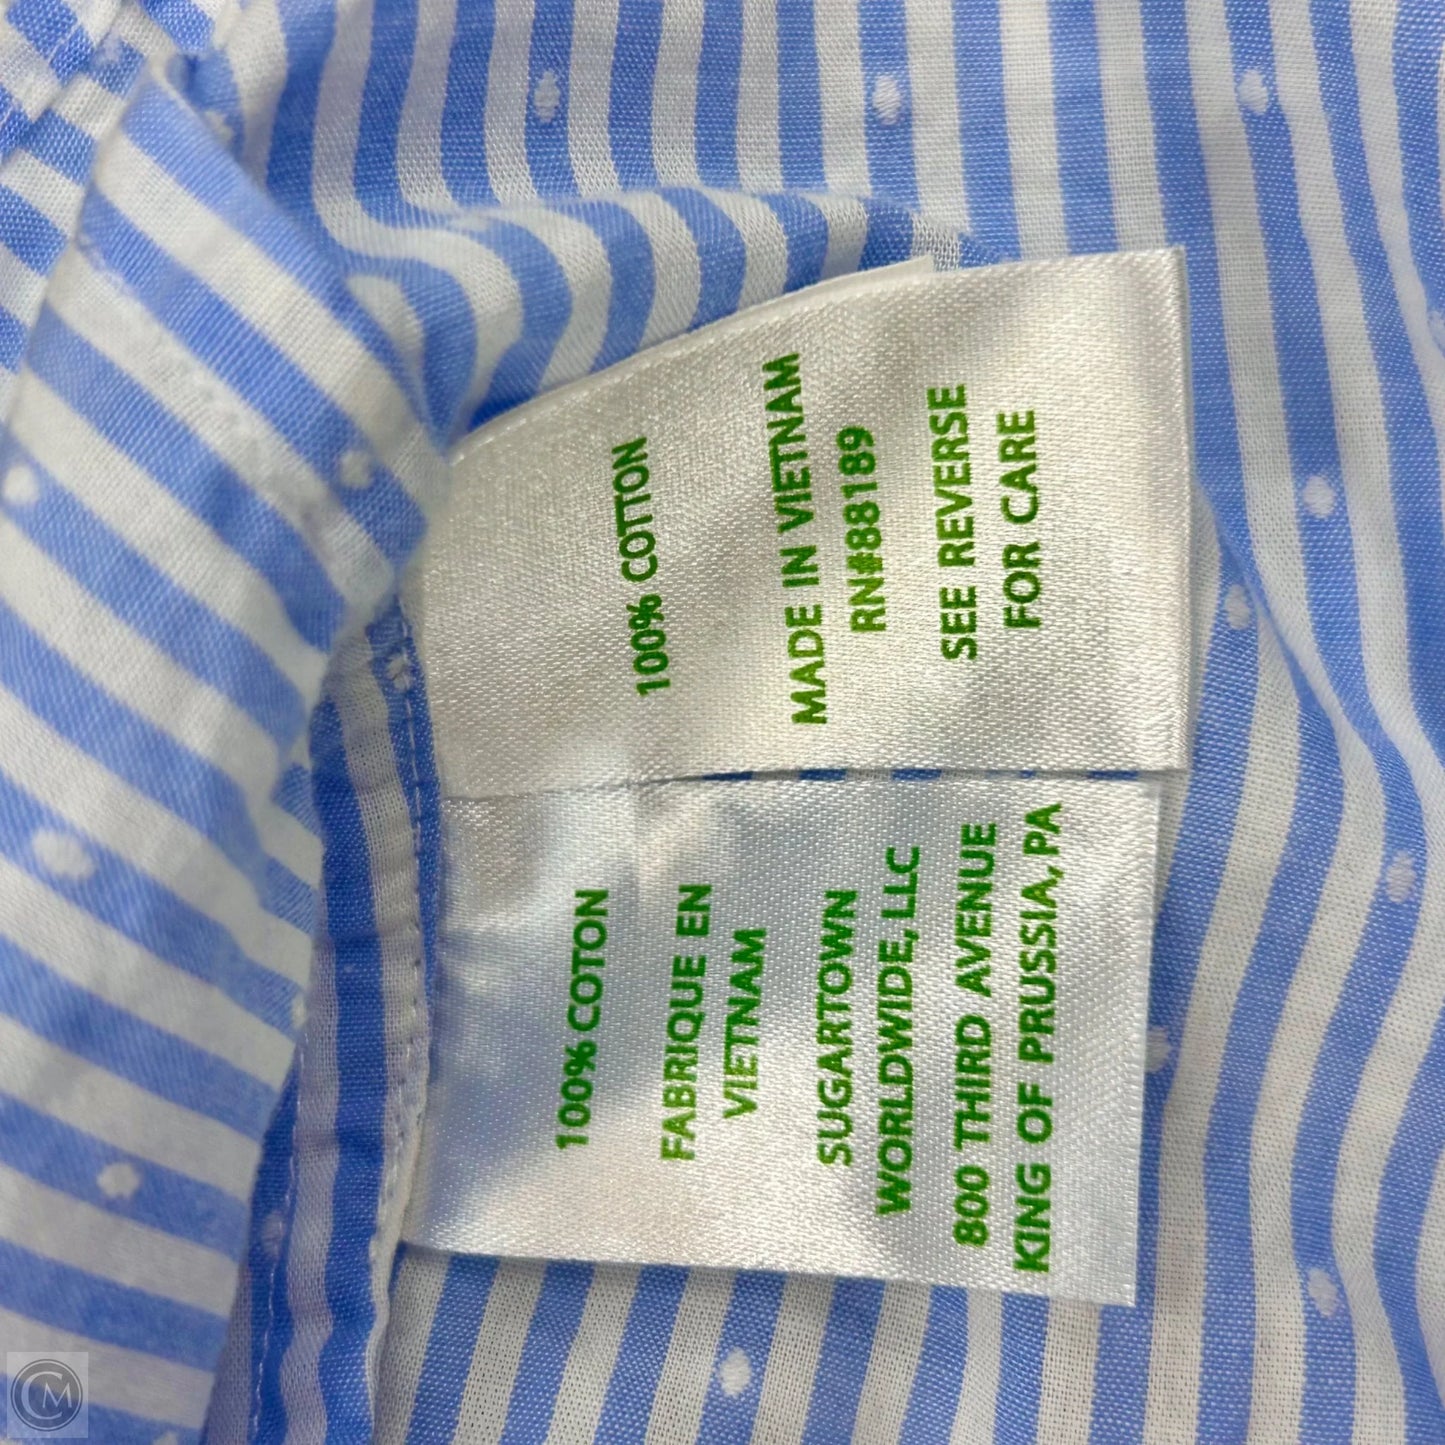 100% COTTON
MADE IN VIETNAM
RN#88189
SEE REVERSE
FOR CARE
100% COTON
FABRIQUE EN
VIETNAM
SUGARTOWN
WORLDWIDE, LLC
800 THIRD AVENUE
KING OF PRUSSIA, PA
CM